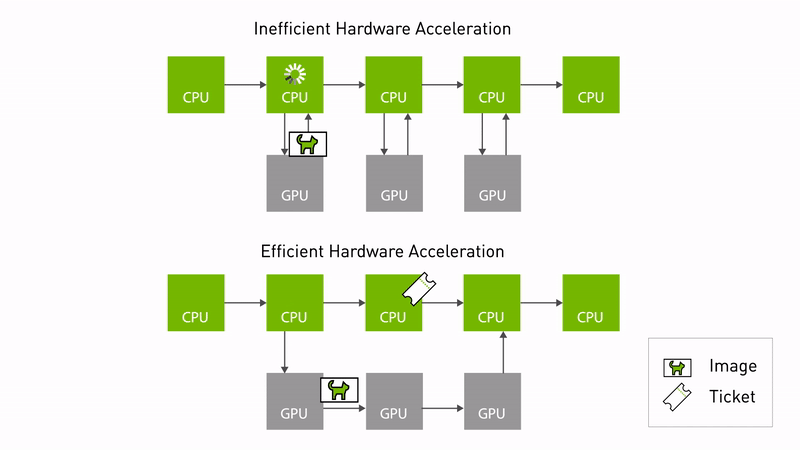 Inefficient Hardware Acceleration
CPU CPU CPU CPU CPU
GPU GPU GPU
Efficient Hardware Acceleration
CPU CPU CPU CPU CPU
GPU GPU GPU
Image
Ticket